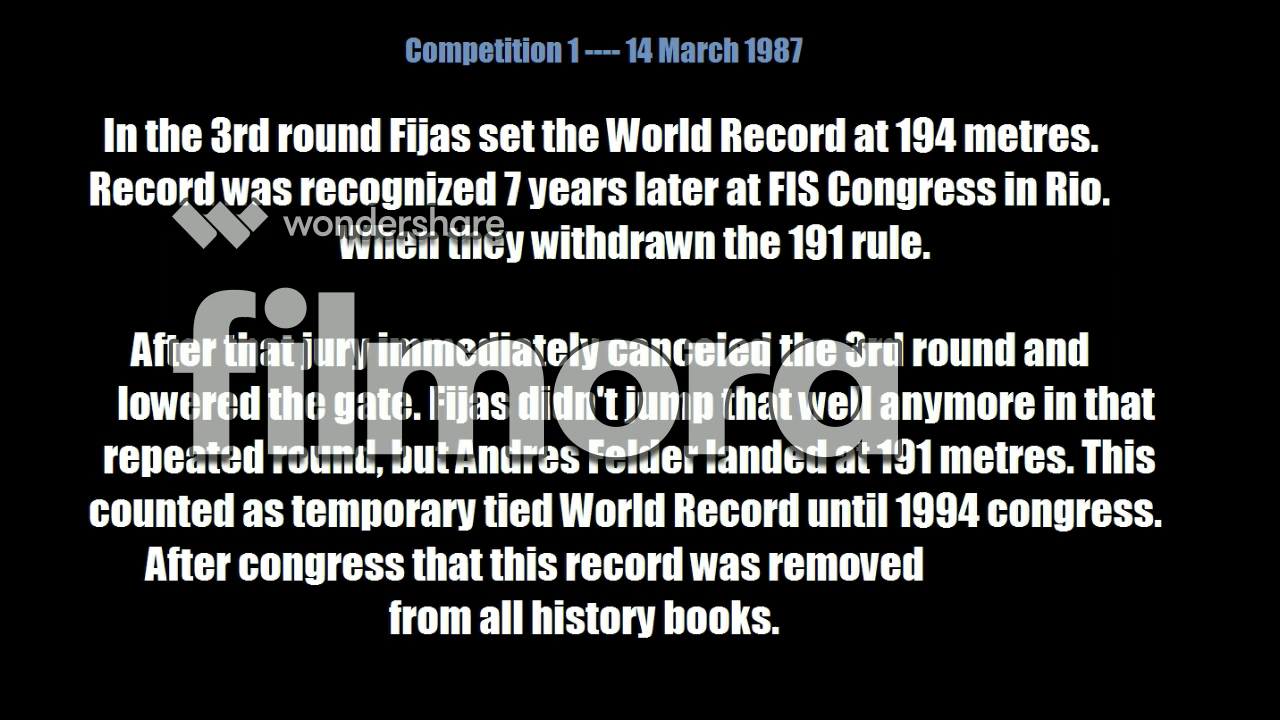 Competition 1 ---- 14 March 1987
In the 3rd round Fijas set the World Record at 194 metres.
Record was recognized 7 years later at FIS Congress in Rio.
wondershare
When they withdrawn the 191 rule.
filmora
After that jury immediately canceled the 3rd round and
lowered the gate. Fijas didn't jump that well anymore in that
repeated round, but Andres Felder landed at 191 metres. This
counted as temporary tied World Record until 1994 congress.
After congress that this record was removed
from all history books.